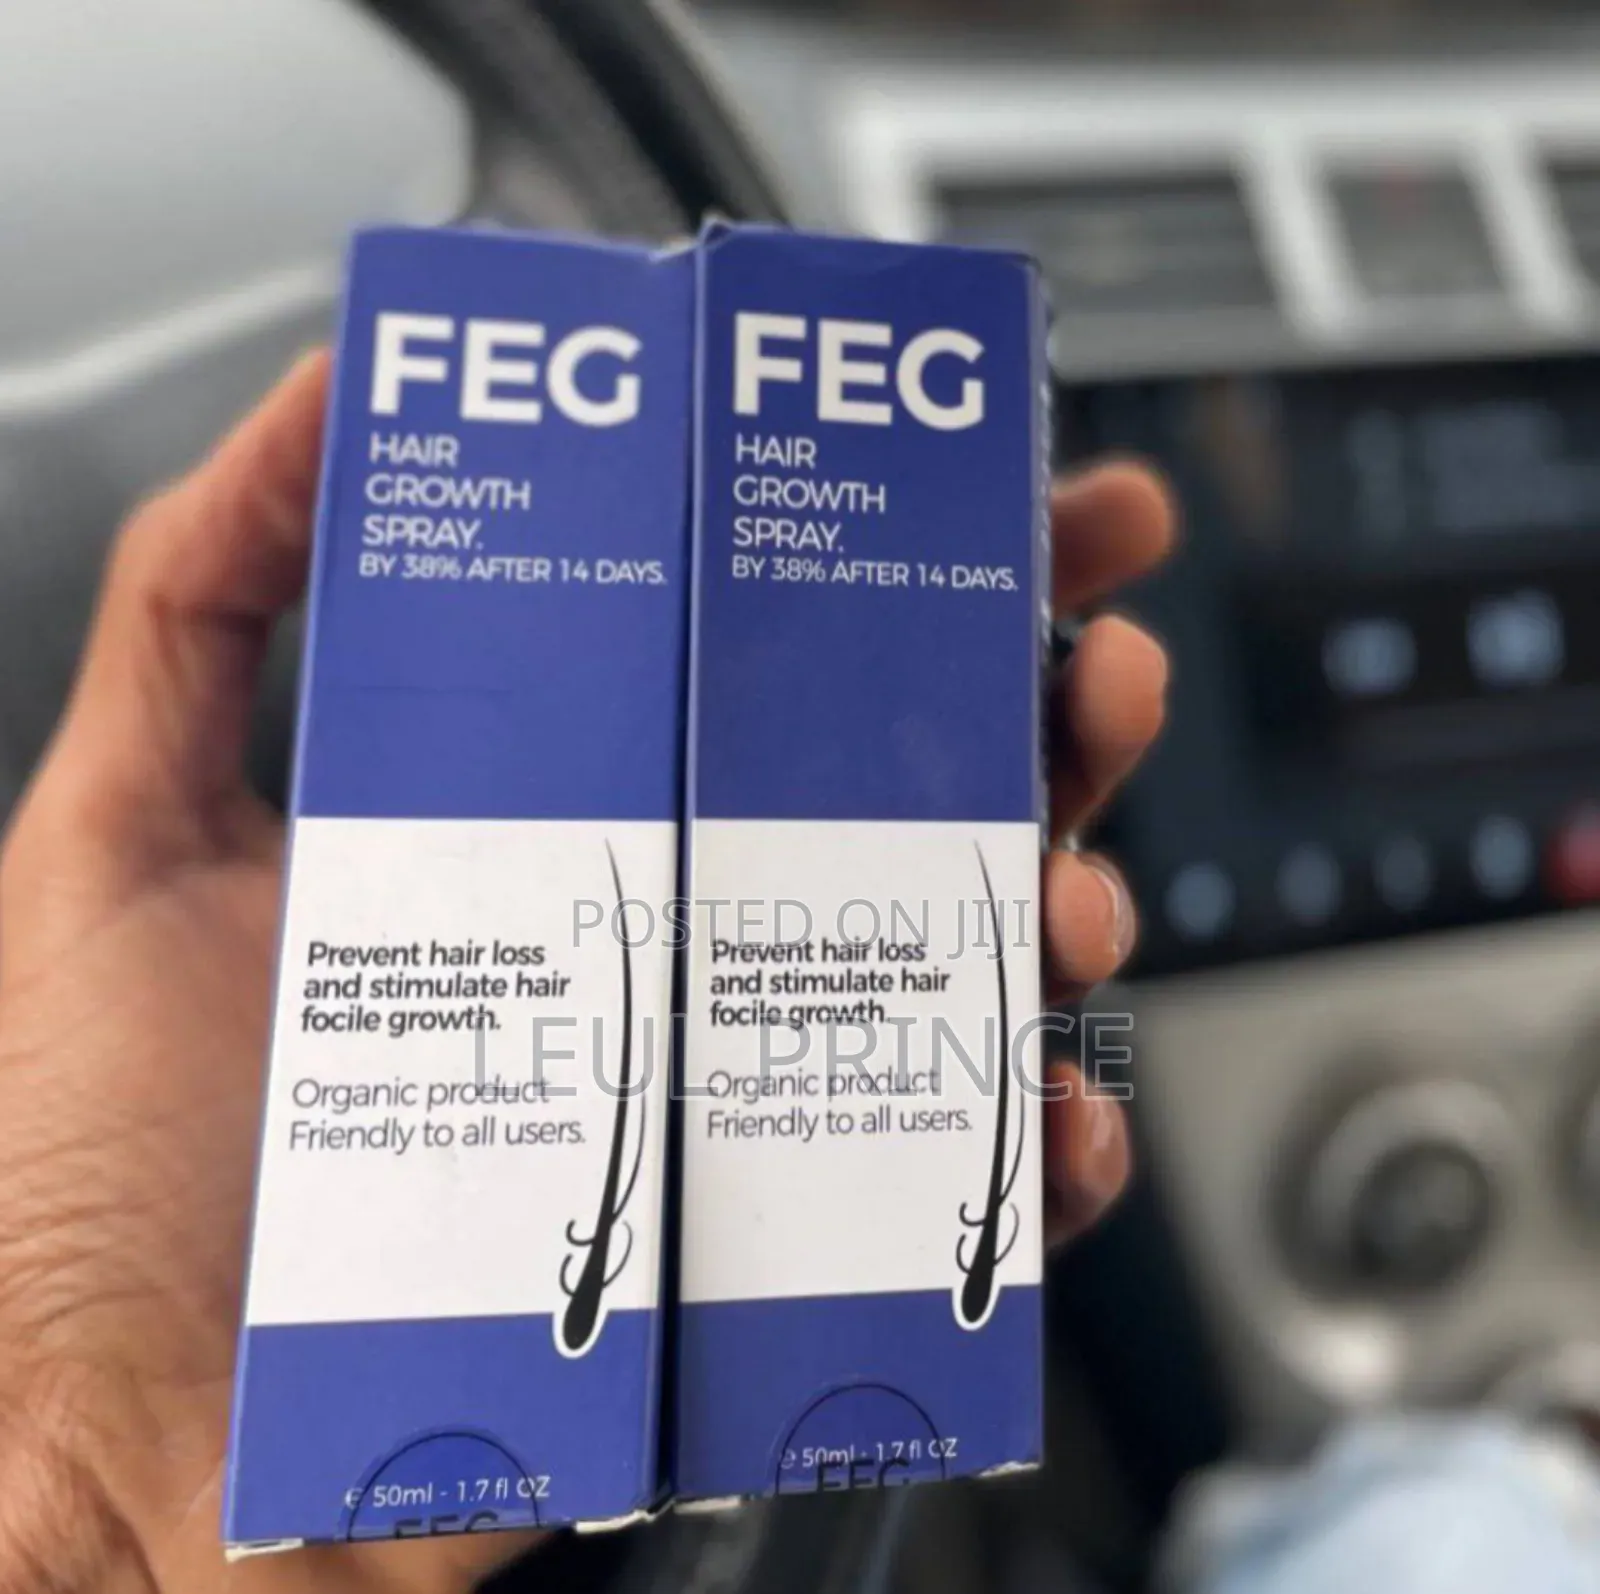 FEG
HAIR
GROWTH
SPRAY.
BY 38% AFTER 14 DAYS.
Prevent hair loss
and stimulate hair
focile growth.
Organic product
Friendly to all users.
e 50ml - 1.7 fl OZ
FEG
FEG
HAIR
GROWTH
SPRAY.
BY 38% AFTER 14 DAYS.
Prevent hair loss
and stimulate hair
focile growth.
Organic product
Friendly to all users.
e 50ml - 1.7 fl OZ
FEG
POSTED ON JIJI
LEUL PRINCE